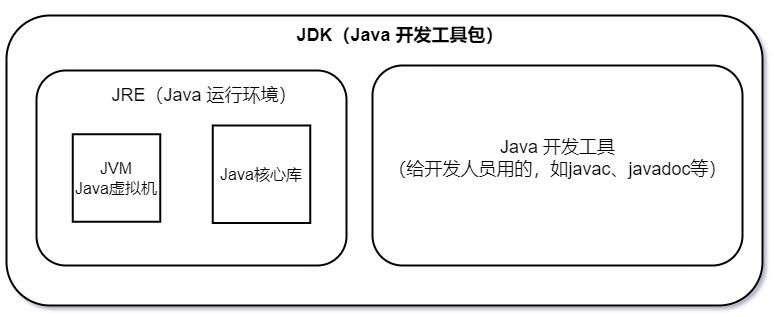 JDK（Java 开发工具包）
JRE（Java 运行环境）
JVM
Java虚拟机
Java核心库
Java 开发工具
（给开发人员用的，如javac、javadoc等）